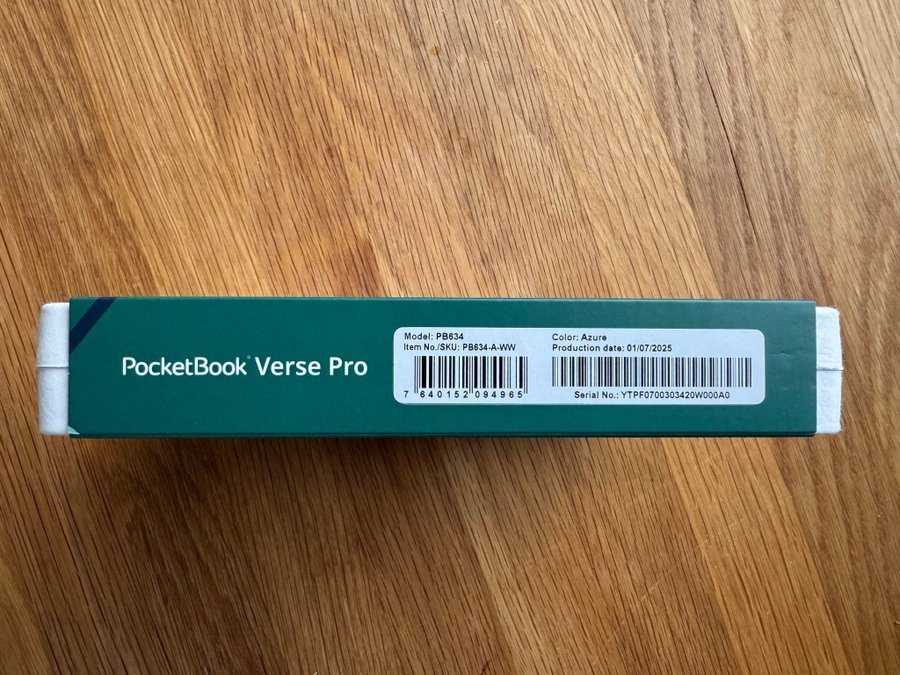 PocketBook® Verse Pro
Model: PB634
Item No./SKU: PB634-A-WW
7 640152 094965
Color: Azure
Production date: 01/07/2025
Serial No.: YTPF0700303420W000A0